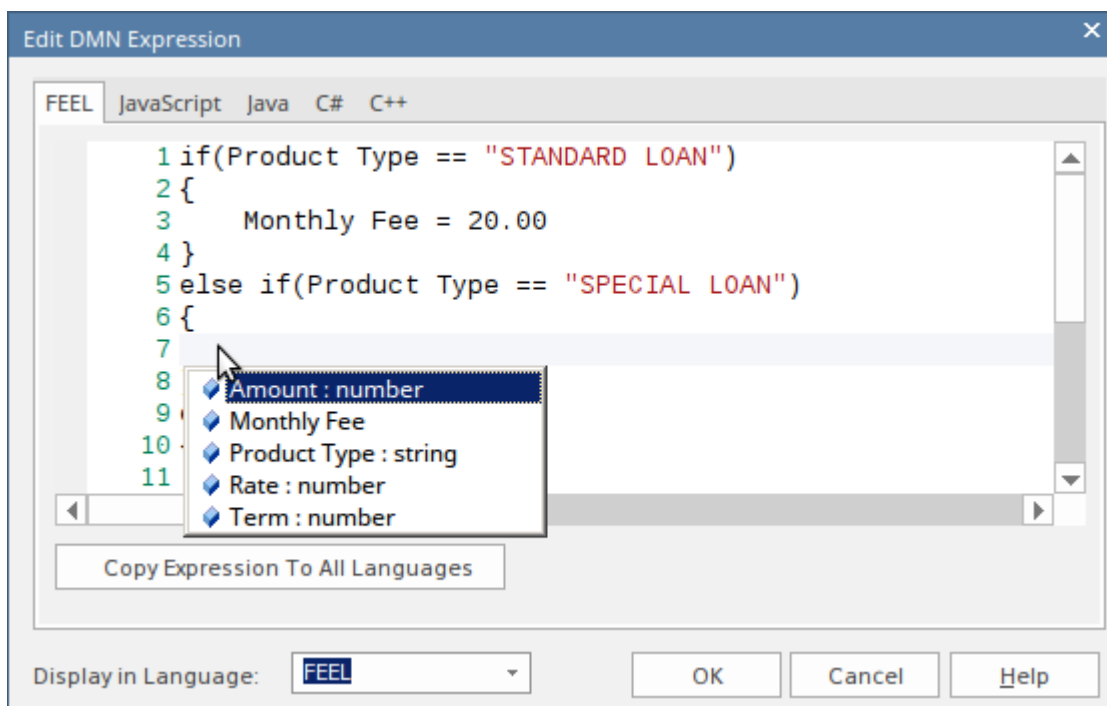 Edit DMN Expression
FEEL JavaScript Java C# C++
1 if(Product Type == "STANDARD LOAN")
2 {
3     Monthly Fee = 20.00
4 }
5 else if(Product Type == "SPECIAL LOAN")
6 {
7
8
9
10
11
Amount : number
Monthly Fee
Product Type : string
Rate : number
Term : number
Copy Expression To All Languages
Display in Language: FEEL OK Cancel Help